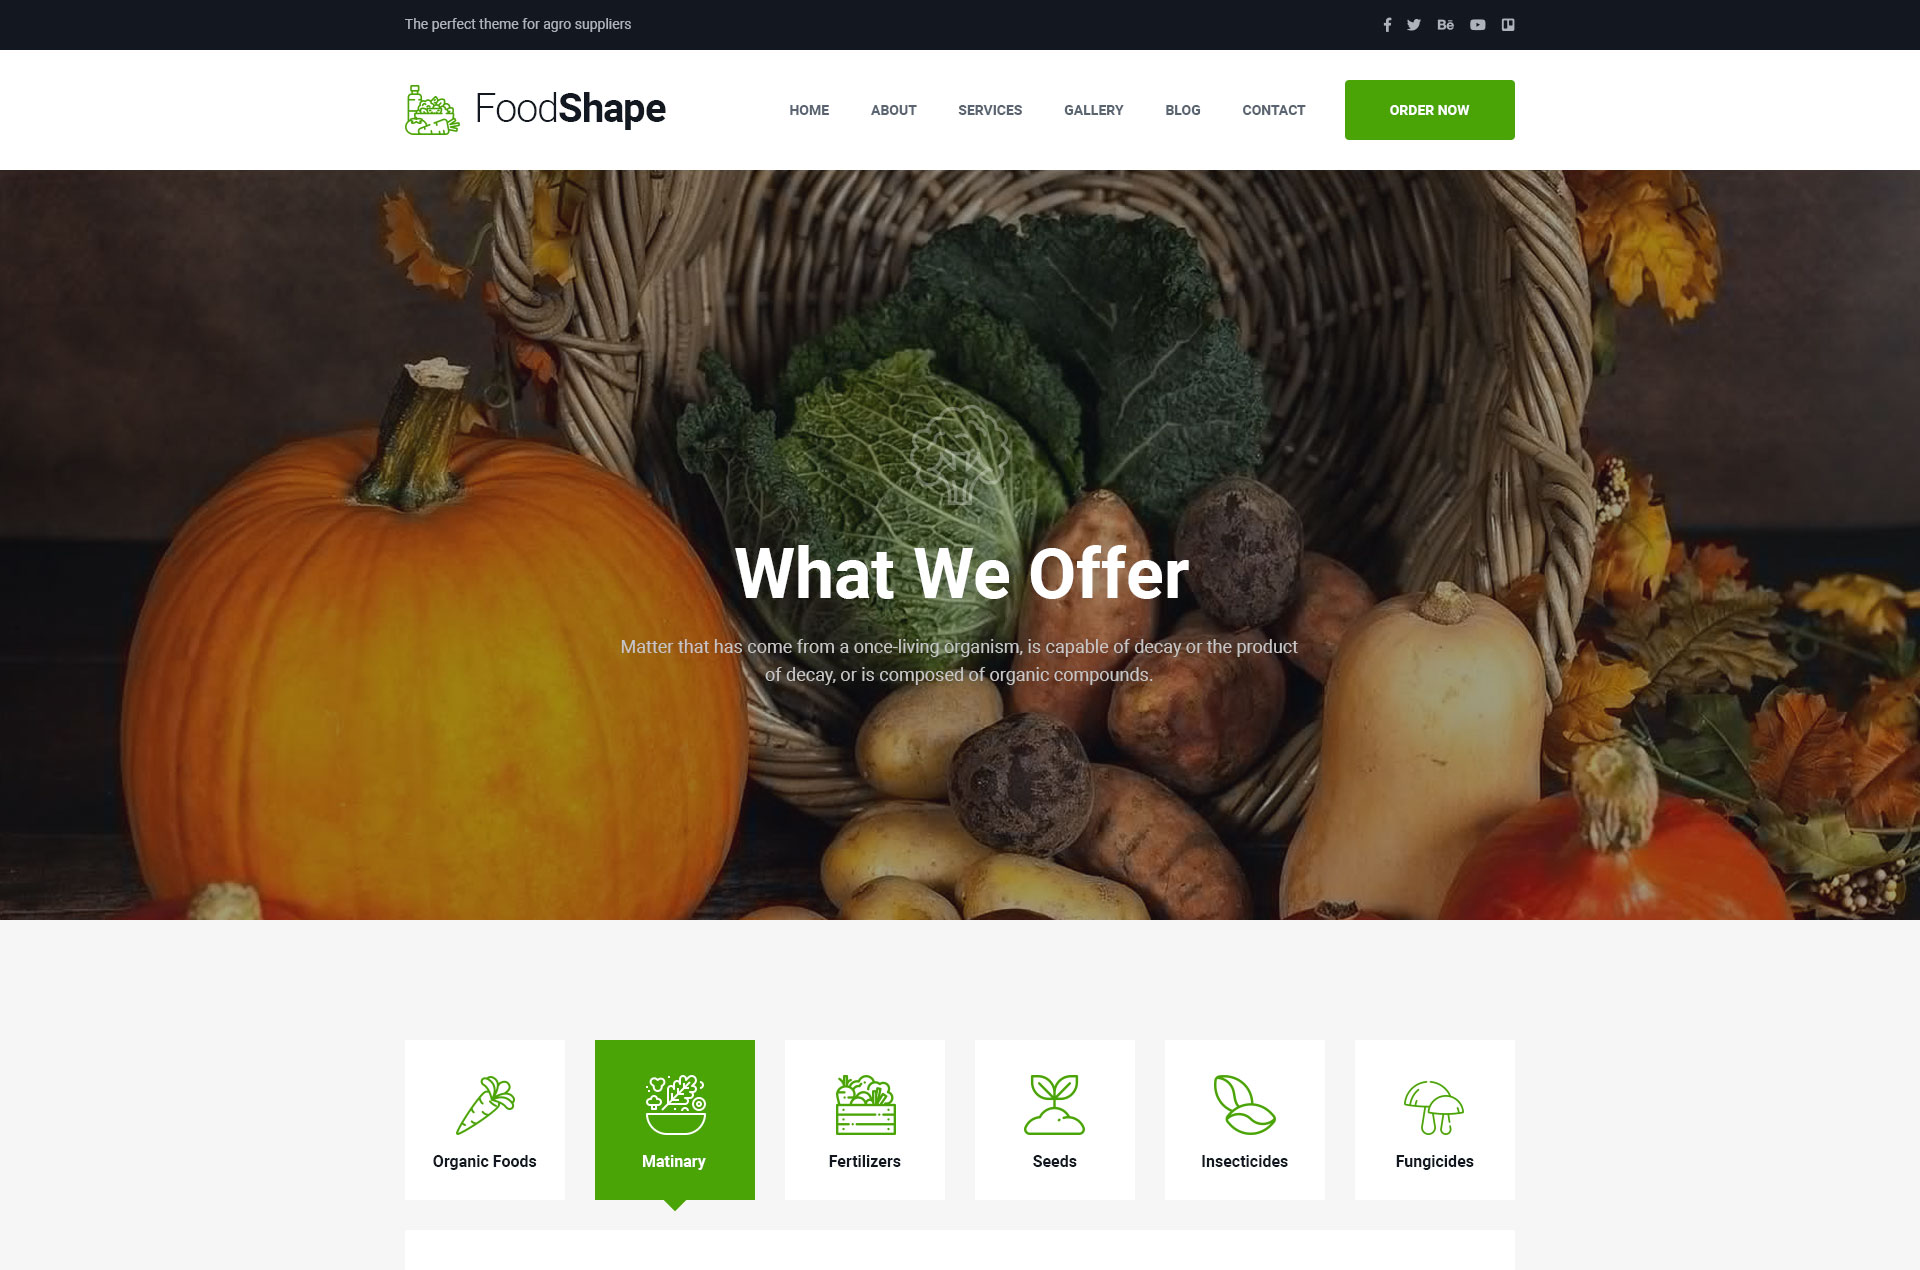 The perfect theme for agro suppliers
Bē
FoodShape
HOME ABOUT SERVICES GALLERY BLOG CONTACT ORDER NOW
What We Offer
Matter that has come from a once-living organism, is capable of decay or the product
of decay, or is composed of organic compounds.
Organic Foods Matinary Fertilizers Seeds Insecticides Fungicides